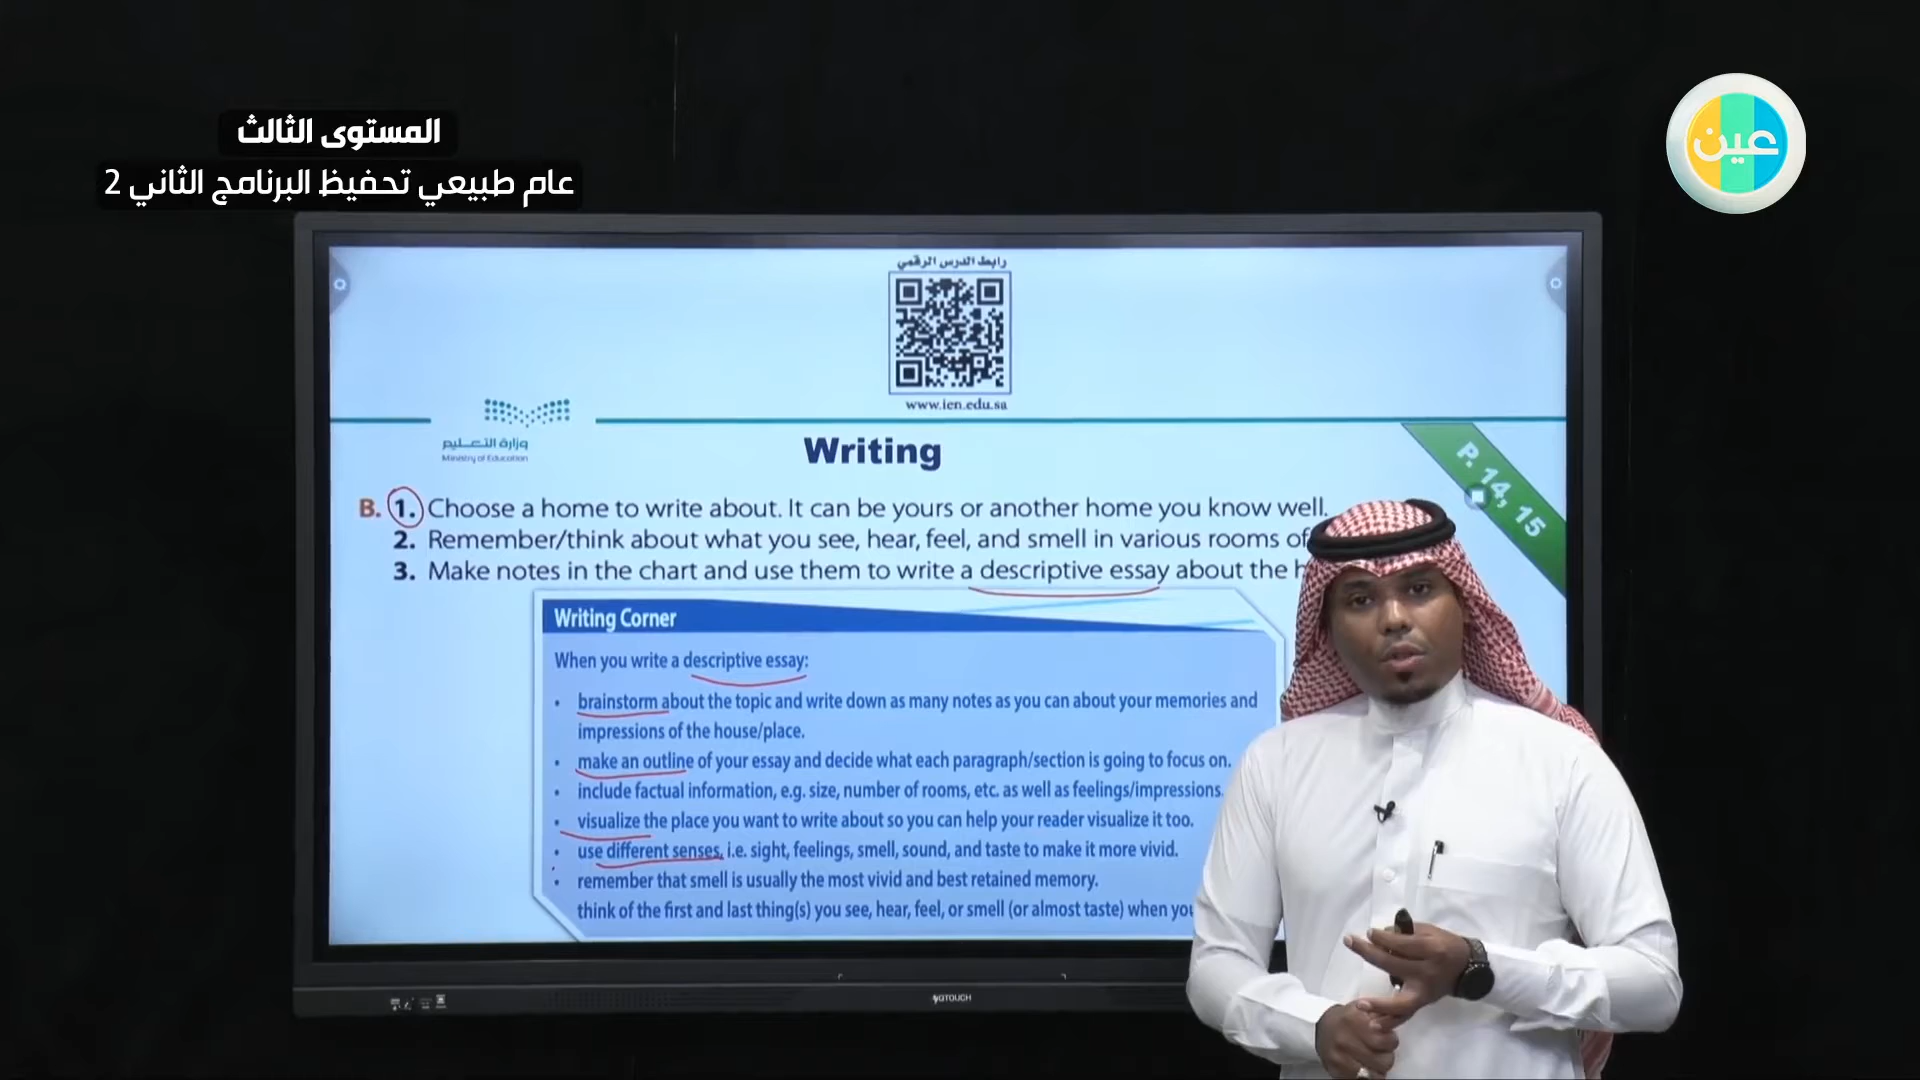 المستوى الثالث
عام طبيعي تحفيظ البرنامج الثاني 2
عين
رابط الدرس الرقمي
www.ien.edu.sa
وزارة التعليم
Ministry of Education
Writing
P. 14, 15
B. 1. Choose a home to write about. It can be yours or another home you know well.
2. Remember/think about what you see, hear, feel, and smell in various rooms of
3. Make notes in the chart and use them to write a descriptive essay about the
Writing Corner
When you write a descriptive essay:
• brainstorm about the topic and write down as many notes as you can about your memories and
impressions of the house/place.
• make an outline of your essay and decide what each paragraph/section is going to focus on.
• include factual information, e.g. size, number of rooms, etc. as well as feelings/impressions.
• visualize the place you want to write about so you can help your reader visualize it too.
• use different senses, i.e. sight, feelings, smell, sound, and taste to make it more vivid.
• remember that smell is usually the most vivid and best retained memory.
think of the first and last thing(s) you see, hear, feel, or smell (or almost taste) when you
QTOUCH